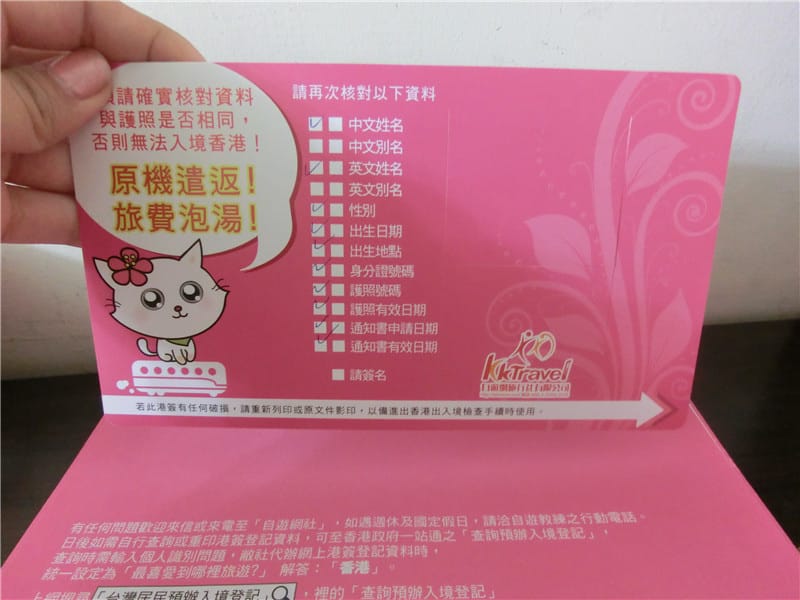 請確實核對資料
與護照是否相同，
否則無法入境香港！
原機遣返！
旅費泡湯！
請再次核對以下資料
中文姓名
中文別名
英文姓名
英文別名
性別
出生日期
出生地點
身分證號碼
護照號碼
護照有效日期
通知書申請日期
通知書有效日期
請簽名
KkTravel
自遊網旅行社有限公司
若此港簽有任何破損，請重新列印或原文件影印，以備進出香港出入境檢查手續時使用。
有任何問題歡迎來信或來電至「自遊網社」，如遇週休及國定假日，請洽自遊教練之行動電話。
日後如需自行查詢或重印港簽登記資料，可至香港政府一站通之「查詢預辦入境登記」，
查詢時需輸入個人識別問題，敝社代辦網上港簽登記資料時，
統一設定為「最喜愛到哪裡旅遊？」 解答：「香港」。
上網搜尋「台灣居民預辦入境登記」，裡的「查詢預辦入境登記」